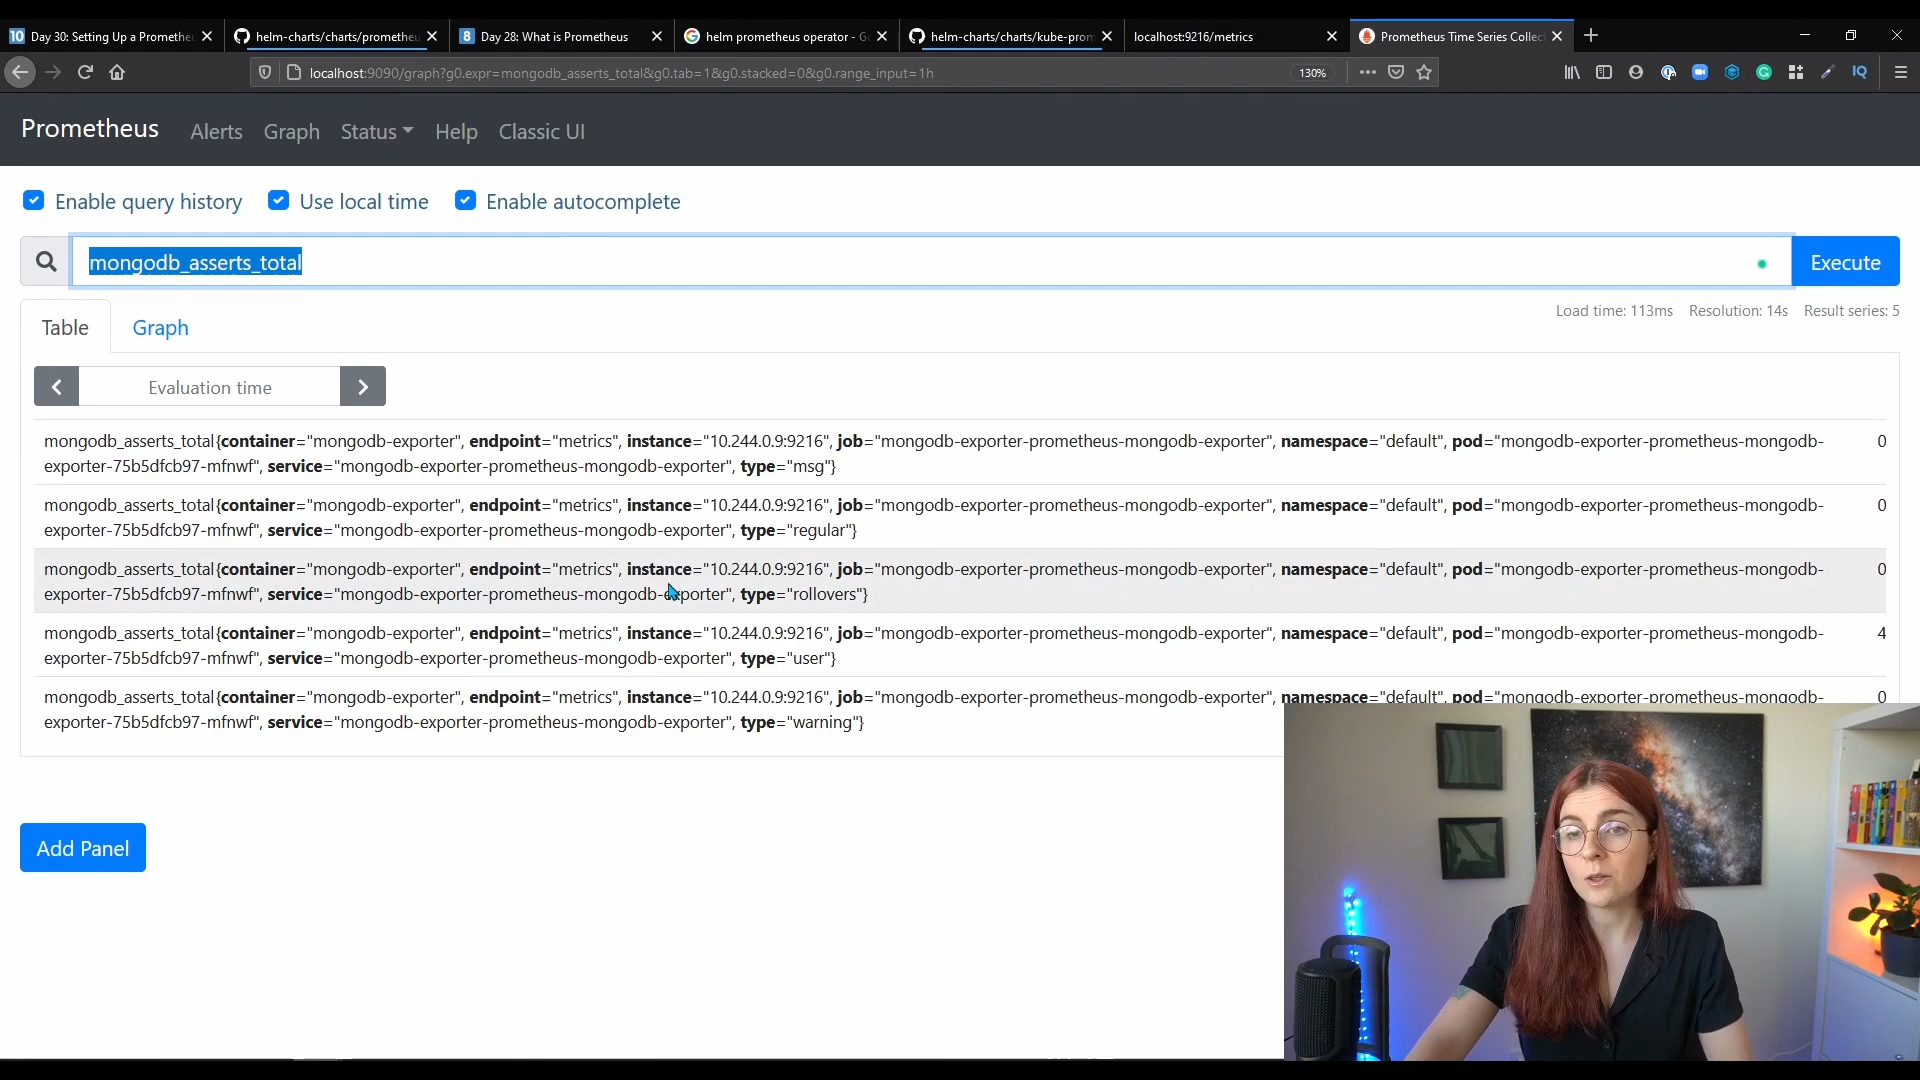 Day 30: Setting Up a Promethe
helm-charts/charts/prometheu
Day 28: What is Prometheus
helm prometheus operator - G
helm-charts/charts/kube-prom
localhost:9216/metrics
Prometheus Time Series Collec
localhost:9090/graph?g0.expr=mongodb_asserts_total&g0.tab=1&g0.stacked=0&g0.range_input=1h
130%
IQ
Prometheus
Alerts
Graph
Status
Help
Classic UI
Enable query history
Use local time
Enable autocomplete
mongodb_asserts_total
Execute
Table
Graph
Load time: 113ms Resolution: 14s Result series: 5
Evaluation time
mongodb_asserts_total{container="mongodb-exporter", endpoint="metrics", instance="10.244.0.9:9216", job="mongodb-exporter-prometheus-mongodb-exporter", namespace="default", pod="mongodb-exporter-prometheus-mongodb- 0
exporter-75b5dfcb97-mfnwf", service="mongodb-exporter-prometheus-mongodb-exporter", type="msg"}
mongodb_asserts_total{container="mongodb-exporter", endpoint="metrics", instance="10.244.0.9:9216", job="mongodb-exporter-prometheus-mongodb-exporter", namespace="default", pod="mongodb-exporter-prometheus-mongodb- 0
exporter-75b5dfcb97-mfnwf", service="mongodb-exporter-prometheus-mongodb-exporter", type="regular"}
mongodb_asserts_total{container="mongodb-exporter", endpoint="metrics", instance="10.244.0.9:9216", job="mongodb-exporter-prometheus-mongodb-exporter", namespace="default", pod="mongodb-exporter-prometheus-mongodb- 0
exporter-75b5dfcb97-mfnwf", service="mongodb-exporter-prometheus-mongodb-exporter", type="rollovers"}
mongodb_asserts_total{container="mongodb-exporter", endpoint="metrics", instance="10.244.0.9:9216", job="mongodb-exporter-prometheus-mongodb-exporter", namespace="default", pod="mongodb-exporter-prometheus-mongodb- 4
exporter-75b5dfcb97-mfnwf", service="mongodb-exporter-prometheus-mongodb-exporter", type="user"}
mongodb_asserts_total{container="mongodb-exporter", endpoint="metrics", instance="10.244.0.9:9216", job="mongodb-exporter-prometheus-mongodb-exporter", namespace="default", pod="mongodb-exporter-prometheus-mongodb- 0
exporter-75b5dfcb97-mfnwf", service="mongodb-exporter-prometheus-mongodb-exporter", type="warning"}
Add Panel